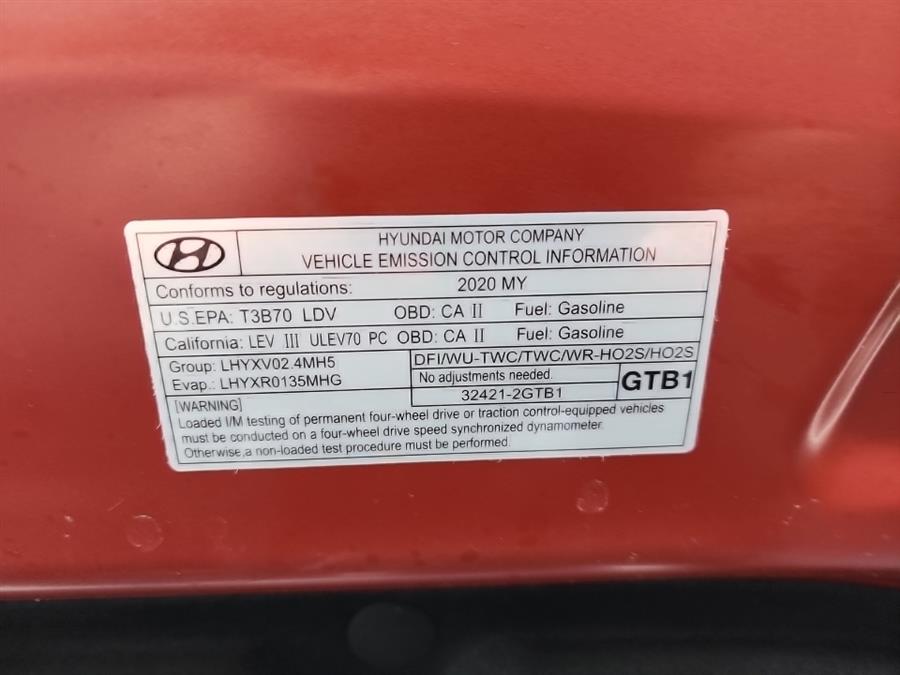 HYUNDAI MOTOR COMPANY
VEHICLE EMISSION CONTROL INFORMATION
Conforms to regulations: 2020 MY
U.S.EPA: T3B70 LDV OBD: CA II Fuel: Gasoline
California: LEV III ULEV70 PC OBD: CA II Fuel: Gasoline
Group: LHYXV02.4MH5
Evap.: LHYXR0135MHG
DFI/WU-TWC/TWC/WR-HO2S/HO2S
No adjustments needed.
32421-2GTB1
GTB1
[WARNING]
Loaded I/M testing of permanent four-wheel drive or traction control-equipped vehicles
must be conducted on a four-wheel drive speed synchronized dynamometer.
Otherwise,a non-loaded test procedure must be performed.